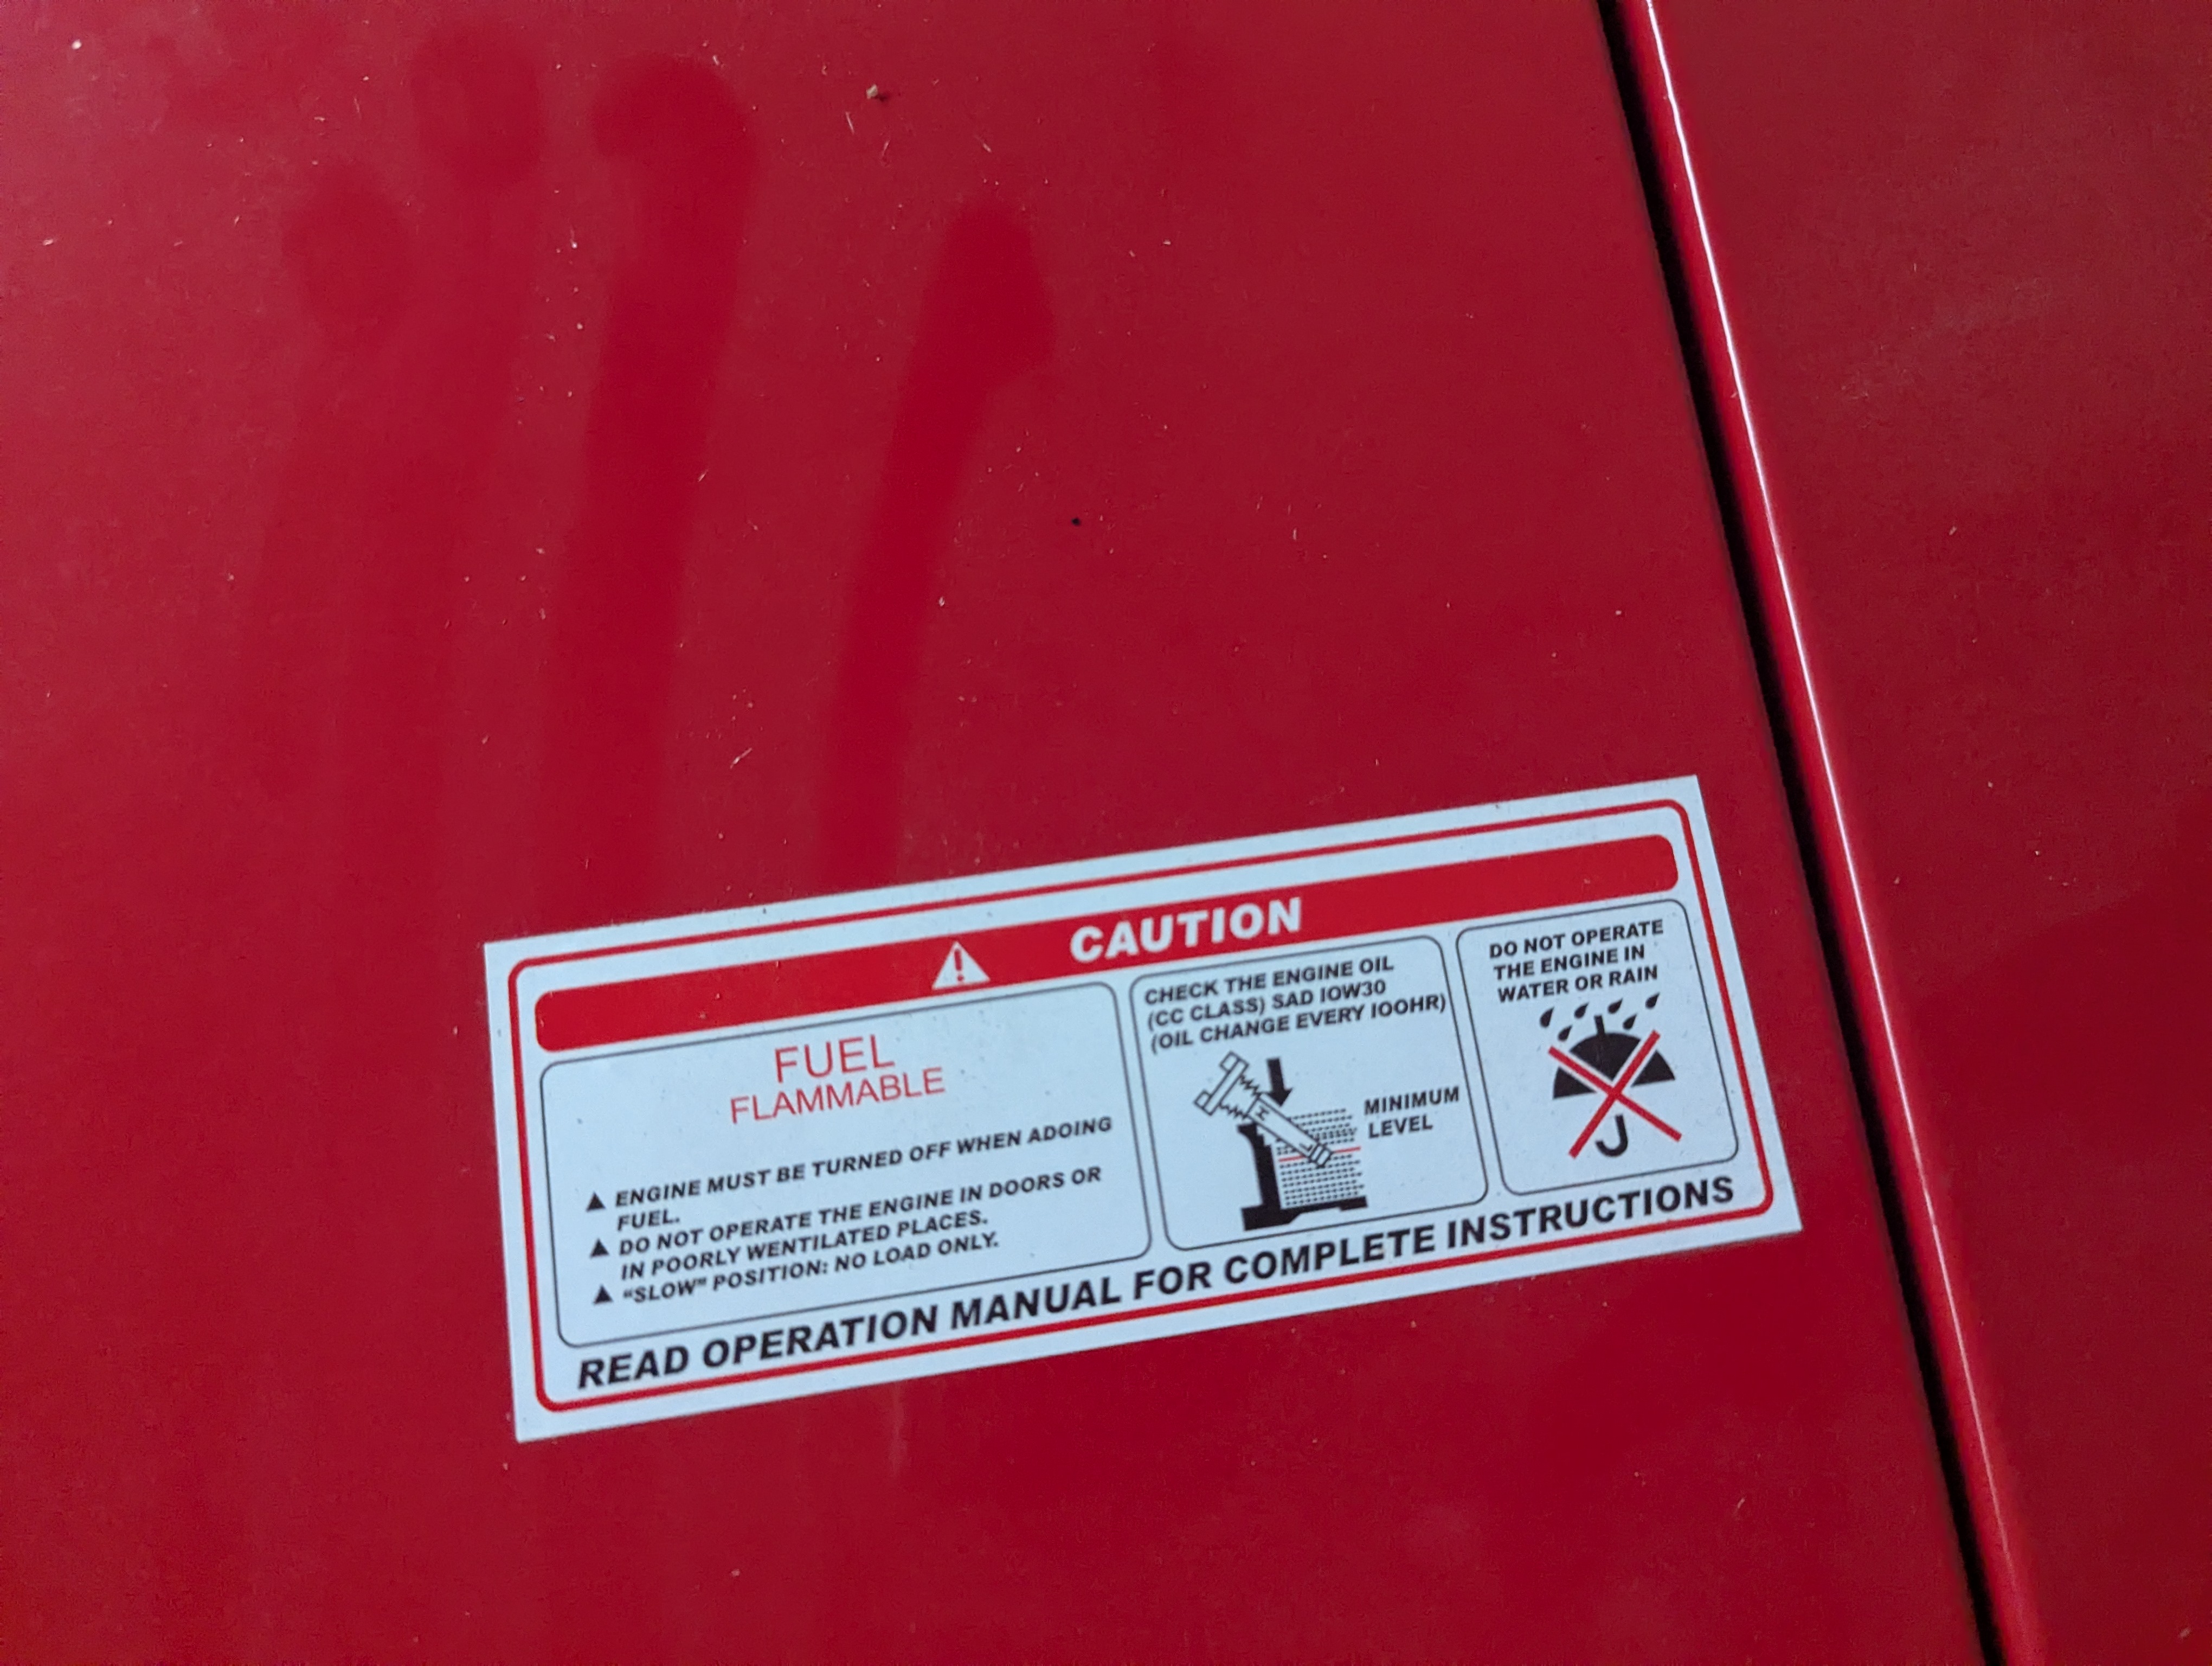 CAUTION
FUEL
FLAMMABLE
▲ ENGINE MUST BE TURNED OFF WHEN ADOING
FUEL.
▲ DO NOT OPERATE THE ENGINE IN DOORS OR
IN POORLY WENTILATED PLACES.
▲ "SLOW" POSITION: NO LOAD ONLY.
CHECK THE ENGINE OIL
(CC CLASS) SAD IOW30
(OIL CHANGE EVERY IOOHR)
H
L
MINIMUM
LEVEL
DO NOT OPERATE
THE ENGINE IN
WATER OR RAIN
READ OPERATION MANUAL FOR COMPLETE INSTRUCTIONS